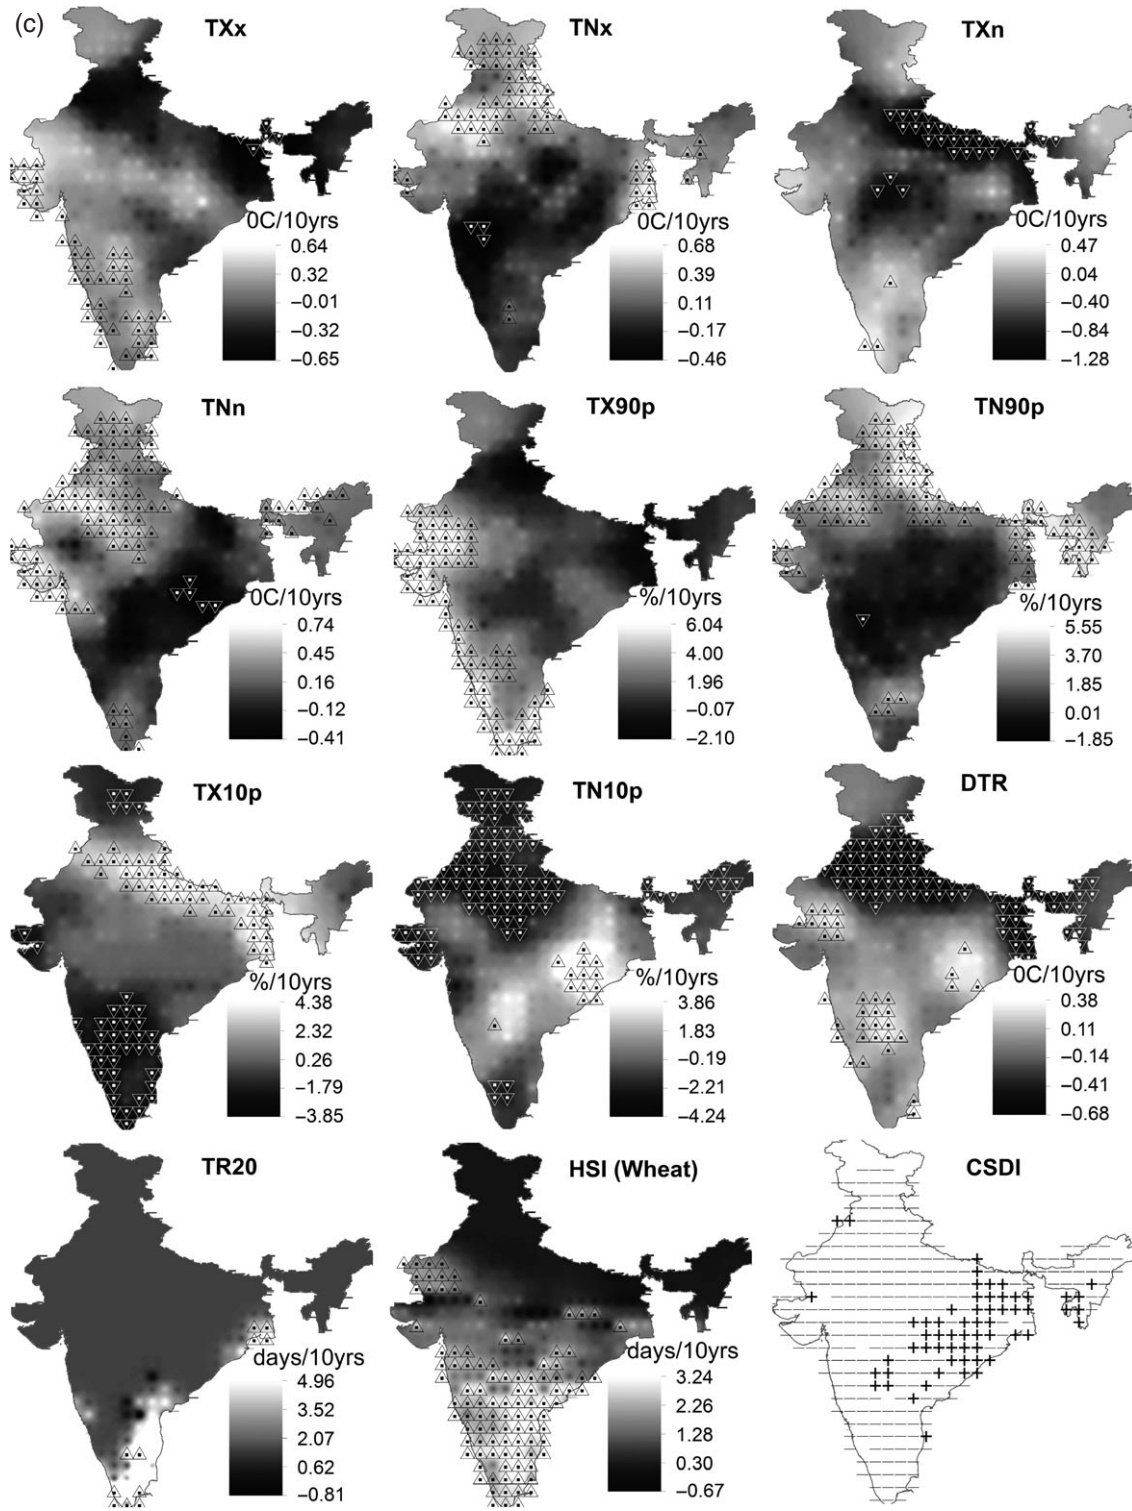 (c)
TXx
0C/10yrs
0.64
0.32
−0.01
−0.32
−0.65
TNx
0C/10yrs
0.68
0.39
0.11
−0.17
−0.46
TXn
0C/10yrs
0.47
0.04
−0.40
−0.84
−1.28
TNn
0C/10yrs
0.74
0.45
0.16
−0.12
−0.41
TX90p
%/10yrs
6.04
4.00
1.96
−0.07
−2.10
TN90p
%/10yrs
5.55
3.70
1.85
0.01
−1.85
TX10p
%/10yrs
4.38
2.32
0.26
−1.79
−3.85
TN10p
%/10yrs
3.86
1.83
−0.19
−2.21
−4.24
DTR
0C/10yrs
0.38
0.11
−0.14
−0.41
−0.68
TR20
days/10yrs
4.96
3.52
2.07
0.62
−0.81
HSI (Wheat)
days/10yrs
3.24
2.26
1.28
0.30
−0.67
CSDI